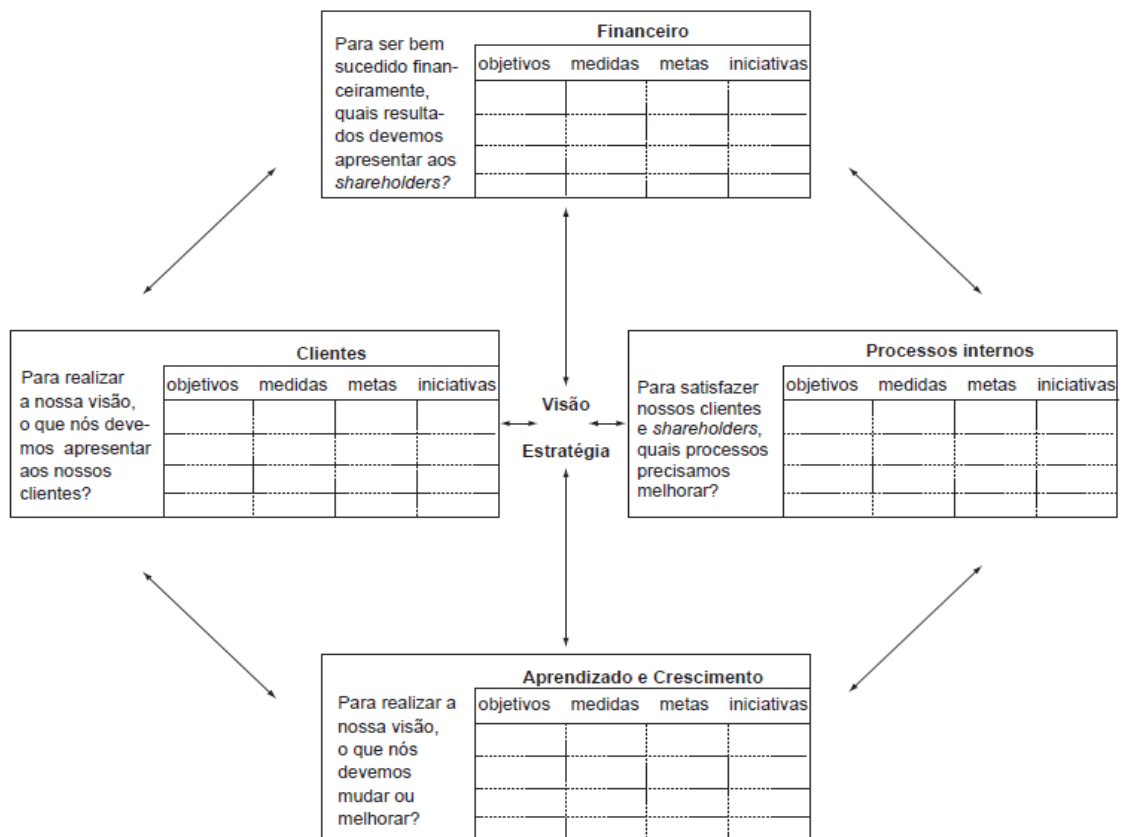 Financeiro
Para ser bem
sucedido finan-
ceiramente,
quais resulta-
dos devemos
apresentar aos
shareholders?
objetivos medidas metas iniciativas
Clientes
Para realizar
a nossa visão,
o que nós deve-
mos apresentar
aos nossos
clientes?
objetivos medidas metas iniciativas
Visão
Estratégia
Processos internos
Para satisfazer
nossos clientes
e shareholders,
quais processos
precisamos
melhorar?
objetivos medidas metas iniciativas
Aprendizado e Crescimento
Para realizar a
nossa visão,
o que nós
devemos
mudar ou
melhorar?
objetivos medidas metas iniciativas